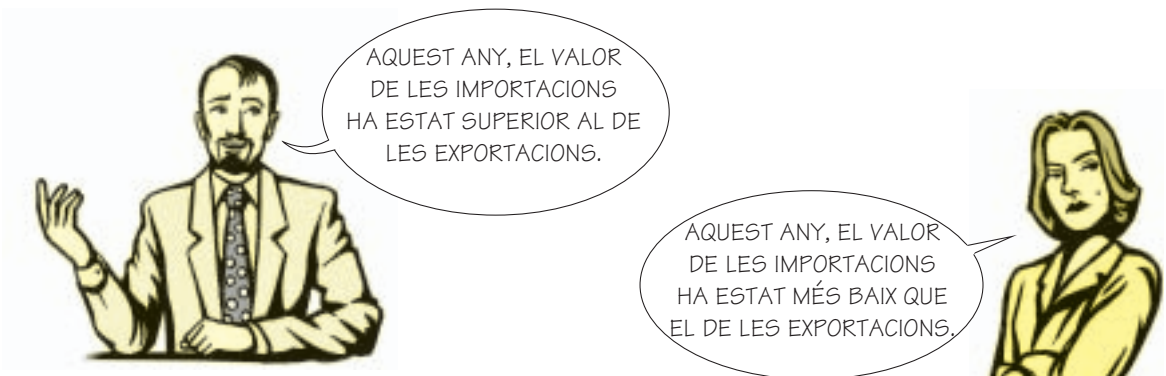 AQUEST ANY, EL VALOR
DE LES IMPORTACIONS
HA ESTAT SUPERIOR AL DE
LES EXPORTACIONS.
AQUEST ANY, EL VALOR
DE LES IMPORTACIONS
HA ESTAT MÉS BAIX QUE
EL DE LES EXPORTACIONS.